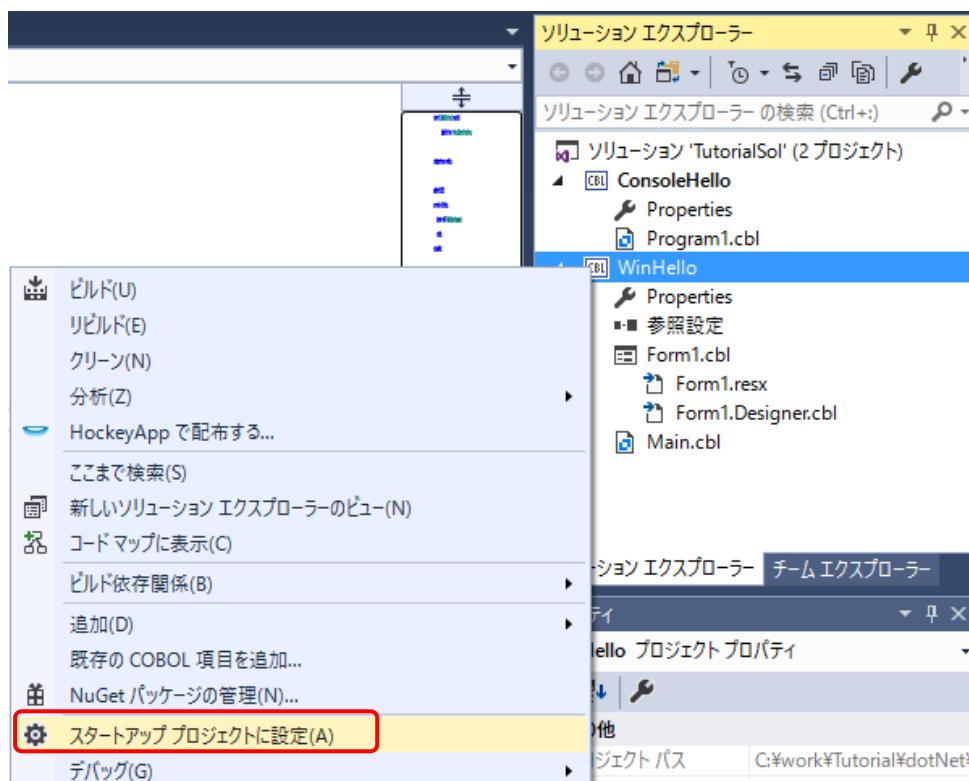 ソリューション エクスプローラー
ソリューション エクスプローラー の検索 (Ctrl+:)
ソリューション 'TutorialSol' (2 プロジェクト)
CBL ConsoleHello
Properties
Program1.cbl
CBL WinHello
Properties
参照設定
Form1.cbl
Form1.resx
Form1.Designer.cbl
Main.cbl
ビルド(U)
リビルド(E)
クリーン(N)
分析(Z)
HockeyApp で配布する...
ここまで検索(S)
新しいソリューション エクスプローラーのビュー(N)
コード マップに表示(C)
ビルド依存関係(B)
追加(D)
既存の COBOL 項目を追加...
NuGet パッケージの管理(N)...
スタートアップ プロジェクトに設定(A)
デバッグ(G)
ション エクスプローラー チーム エクスプローラー
ティ
ello プロジェクト プロパティ
の他
ジェクト パス C:¥work¥Tutorial¥dotNet¥